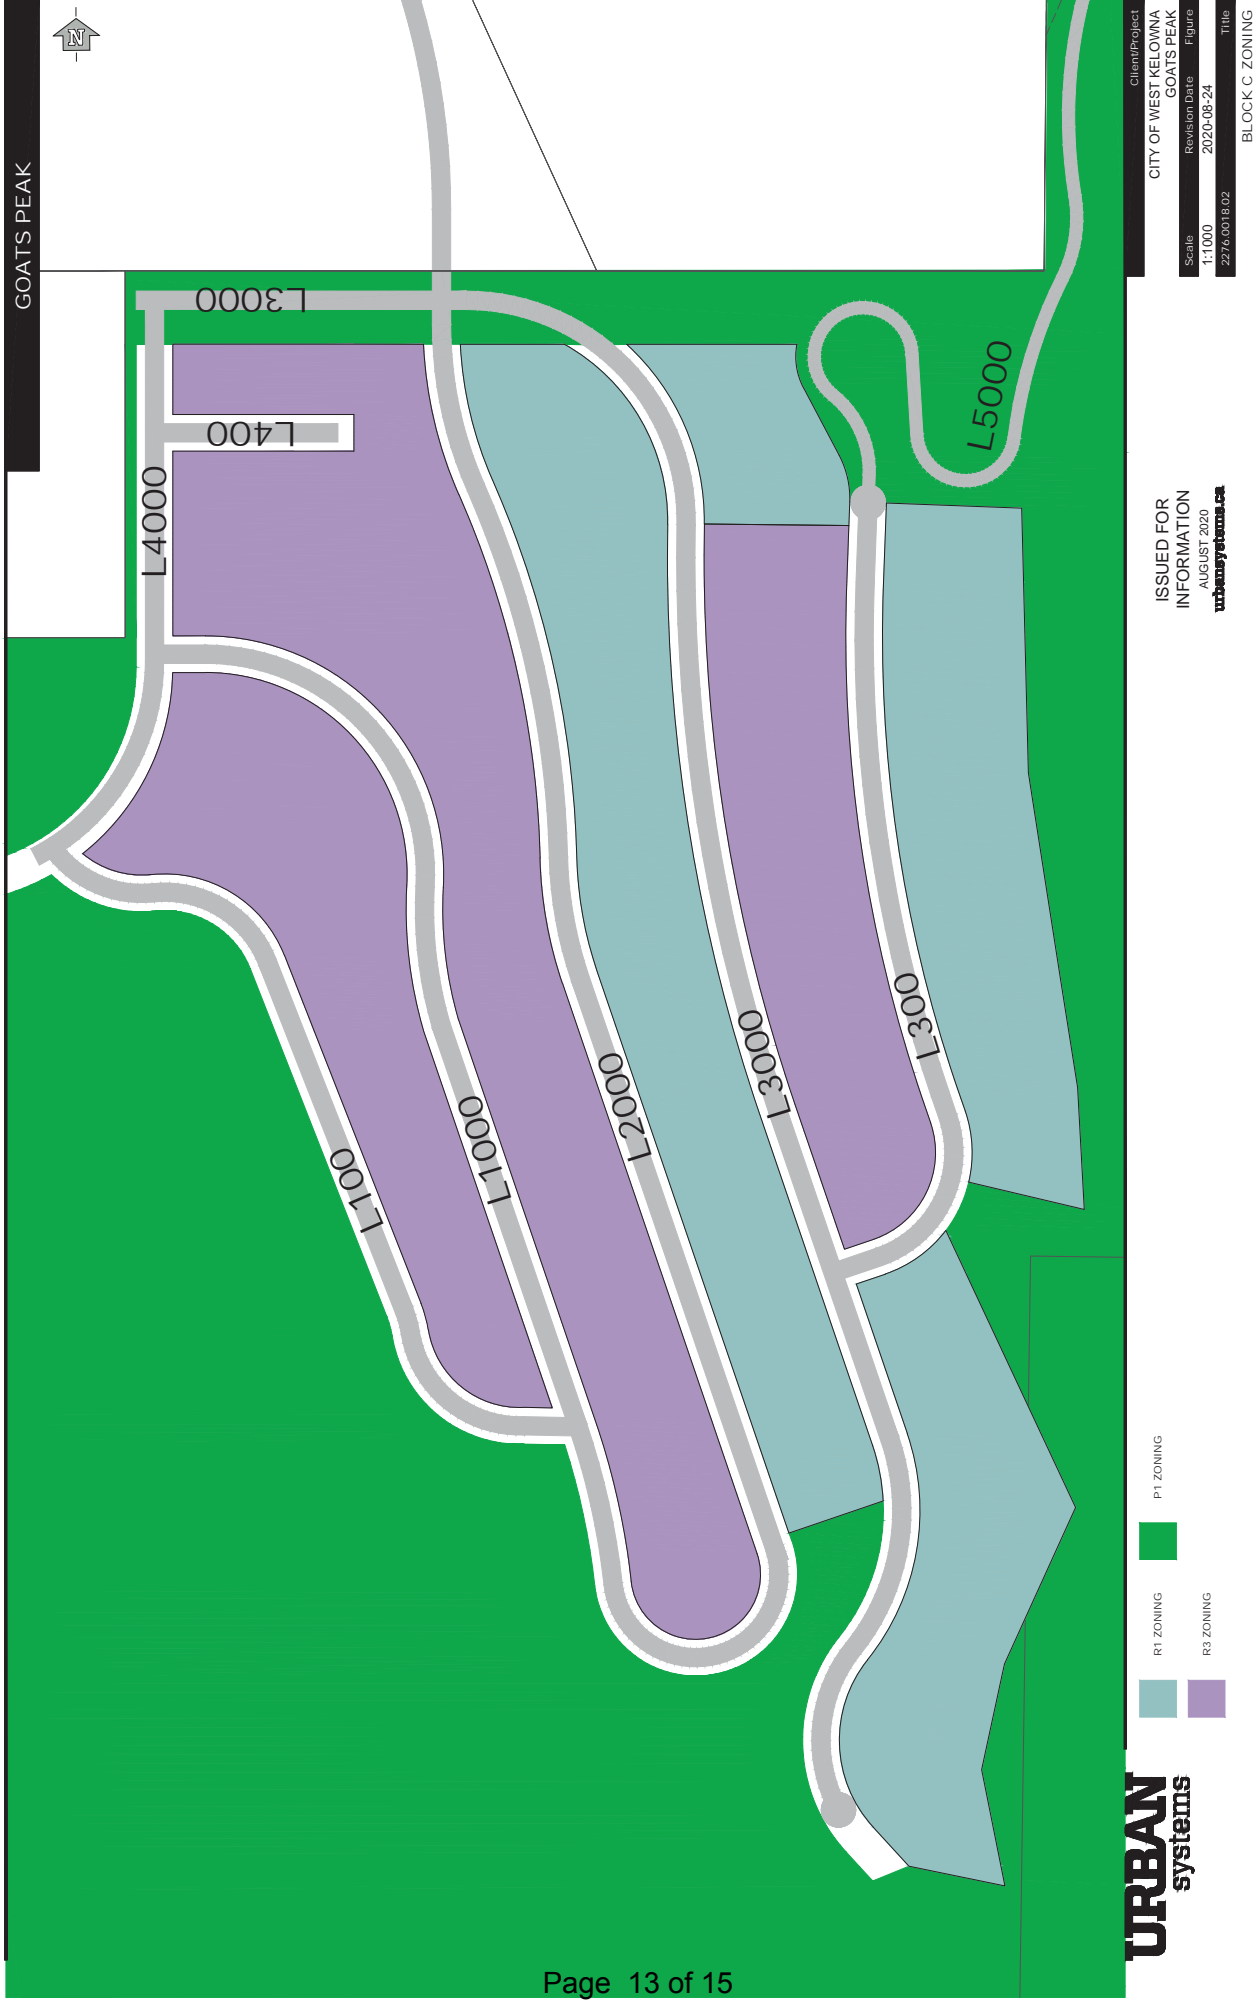 GOATS PEAK
N
L3000
L400
L4000
L5000
L300
L3000
L2000
L1000
L100
Client/Project
CITY OF WEST KELOWNA
GOATS PEAK
Scale Revision Date Figure
1:1000 2020-08-24
2276.0018.02 Title
BLOCK C ZONING
ISSUED FOR
INFORMATION
AUGUST 2020
urbansystems.ca
P1 ZONING
R1 ZONING
R3 ZONING
URBAN
systems
Page 13 of 15